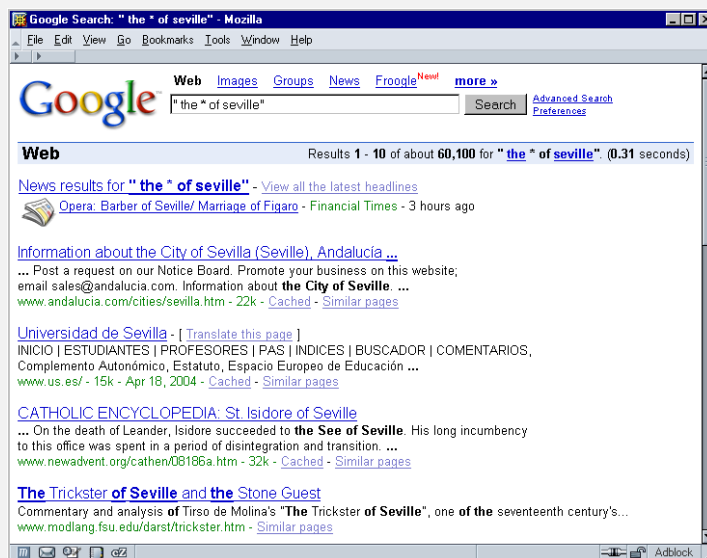 Google Search: " the * of seville" - Mozilla
File Edit View Go Bookmarks Tools Window Help
Web Images Groups News Froogle New! more »
Google
" the * of seville" Search Advanced Search
Preferences
Web Results 1 - 10 of about 60,100 for " the * of seville". (0.31 seconds)
News results for " the * of seville" - View all the latest headlines
Opera: Barber of Seville/ Marriage of Figaro - Financial Times - 3 hours ago
Information about the City of Sevilla (Seville), Andalucía ...
... Post a request on our Notice Board. Promote your business on this website;
email sales@andalucia.com. Information about the City of Seville. ...
www.andalucia.com/cities/sevilla.htm - 22k - Cached - Similar pages
Universidad de Sevilla - [ Translate this page ]
INICIO | ESTUDIANTES | PROFESORES | PAS | INDICES | BUSCADOR | COMENTARIOS,
Complemento Autonómico, Estatuto, Espacio Europeo de Educación ...
www.us.es/ - 15k - Apr 18, 2004 - Cached - Similar pages
CATHOLIC ENCYCLOPEDIA: St. Isidore of Seville
... On the death of Leander, Isidore succeeded to the See of Seville. His long incumbency
to this office was spent in a period of disintegration and transition. ...
www.newadvent.org/cathen/08186a.htm - 32k - Cached - Similar pages
The Trickster of Seville and the Stone Guest
Commentary and analysis of Tirso de Molina's "The Trickster of Seville", one of the seventeenth century's...
www.modlang.fsu.edu/darst/trickster.htm - Similar pages
Adblock